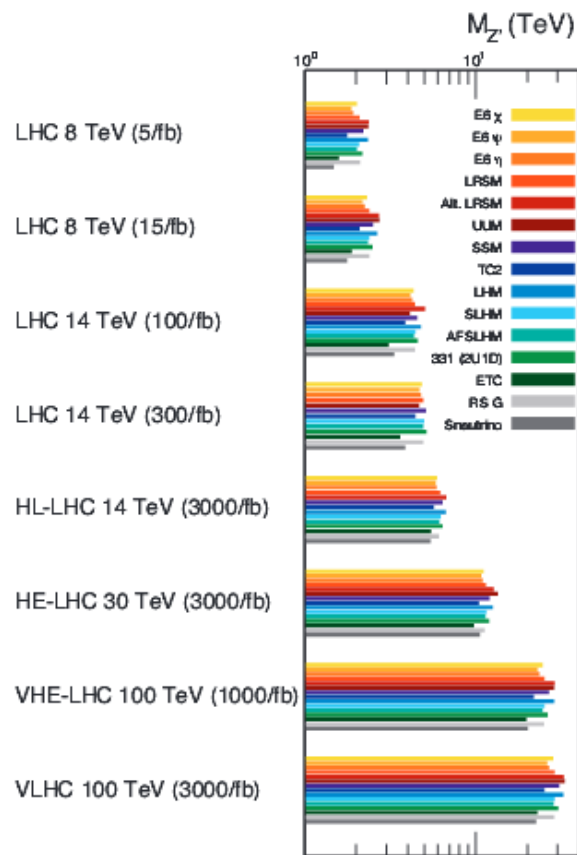 M_Z' (TeV)
10⁰ 10¹
LHC 8 TeV (5/fb)
LHC 8 TeV (15/fb)
LHC 14 TeV (100/fb)
LHC 14 TeV (300/fb)
HL-LHC 14 TeV (3000/fb)
HE-LHC 30 TeV (3000/fb)
VHE-LHC 100 TeV (1000/fb)
VLHC 100 TeV (3000/fb)
E6 χ
E6 ψ
E6 η
LRSM
Alt. LRSM
UUM
SSM
TC2
LHM
SLHM
AFSLHM
331 (2U1D)
ETC
RS G
Sneutrino